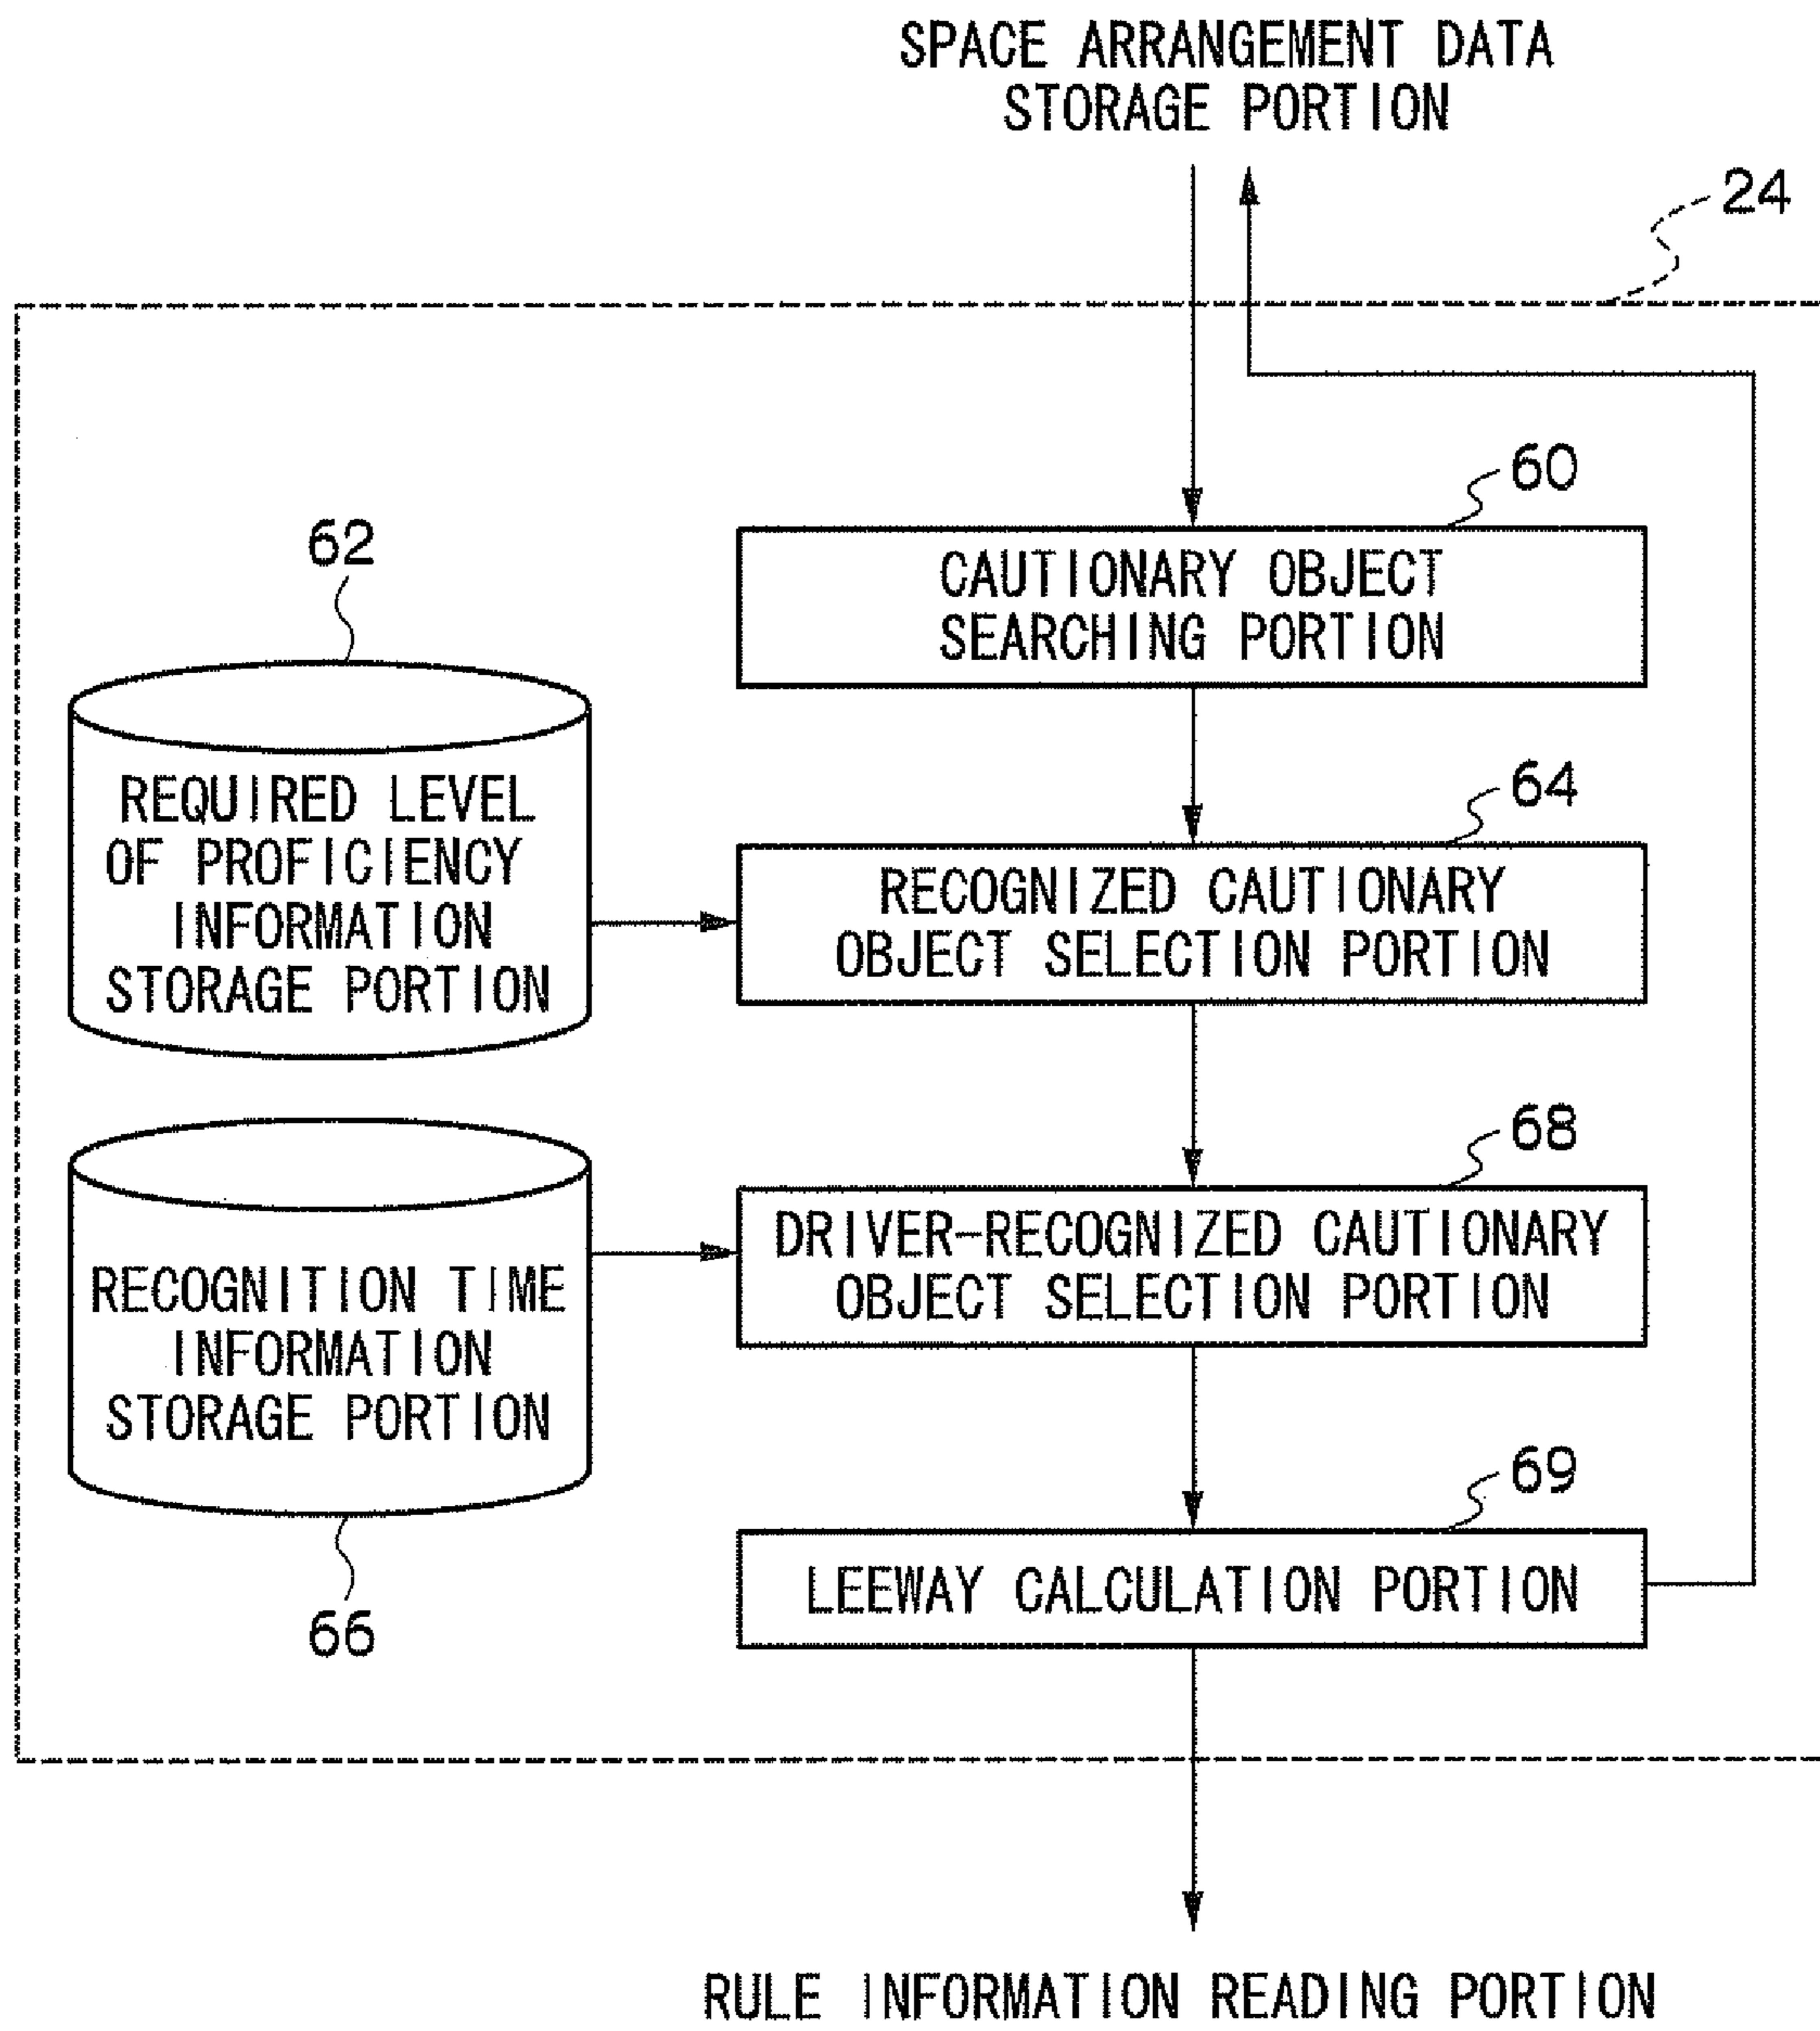 SPACE ARRANGEMENT DATA
STORAGE PORTION
24
60
CAUTIONARY OBJECT
SEARCHING PORTION
62
REQUIRED LEVEL
OF PROFICIENCY
INFORMATION
STORAGE PORTION
64
RECOGNIZED CAUTIONARY
OBJECT SELECTION PORTION
68
DRIVER-RECOGNIZED CAUTIONARY
OBJECT SELECTION PORTION
RECOGNITION TIME
INFORMATION
STORAGE PORTION
66
69
LEEWAY CALCULATION PORTION
RULE INFORMATION READING PORTION